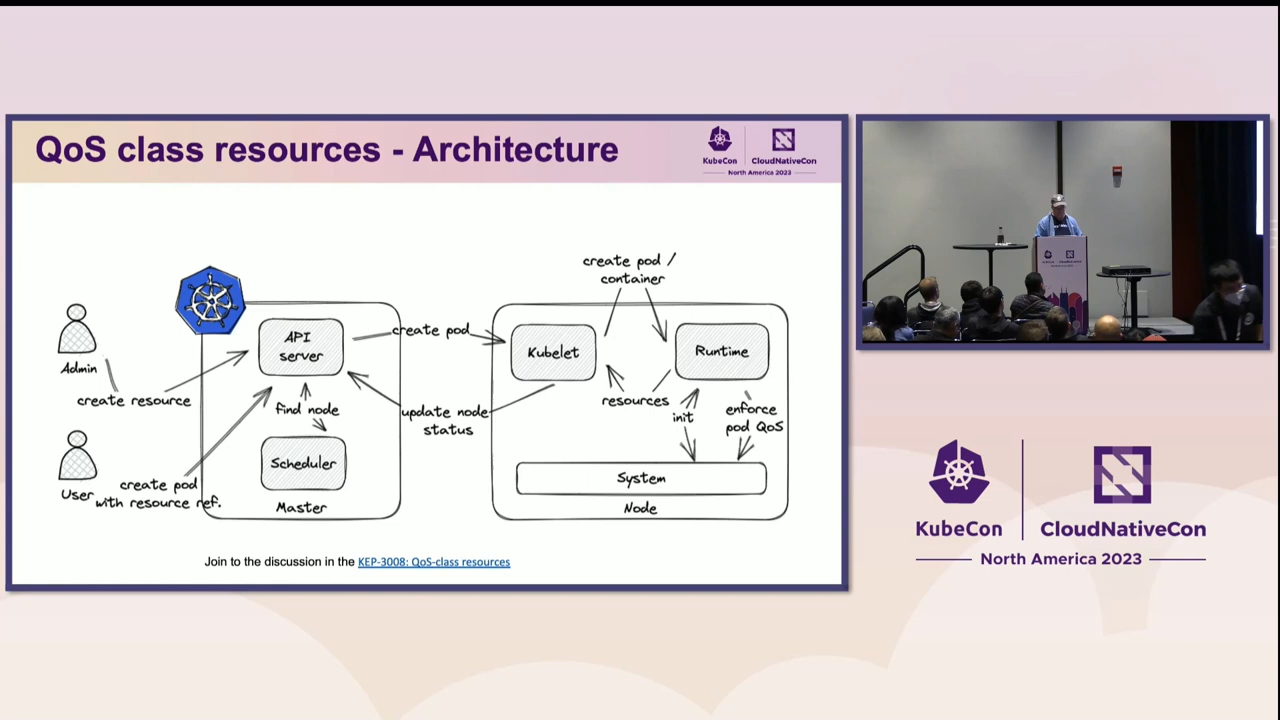 QoS class resources - Architecture
KubeCon
CloudNativeCon
North America 2023
create pod /
container
API
server
create pod
Kubelet
Runtime
Admin
create resource
find node
update node
status
resources
init
enforce
pod QoS
Scheduler
System
User
create pod
with resource ref.
Master
Node
Join to the discussion in the KEP-3008: QoS-class resources
KubeCon
CloudNativeCon
North America 2023